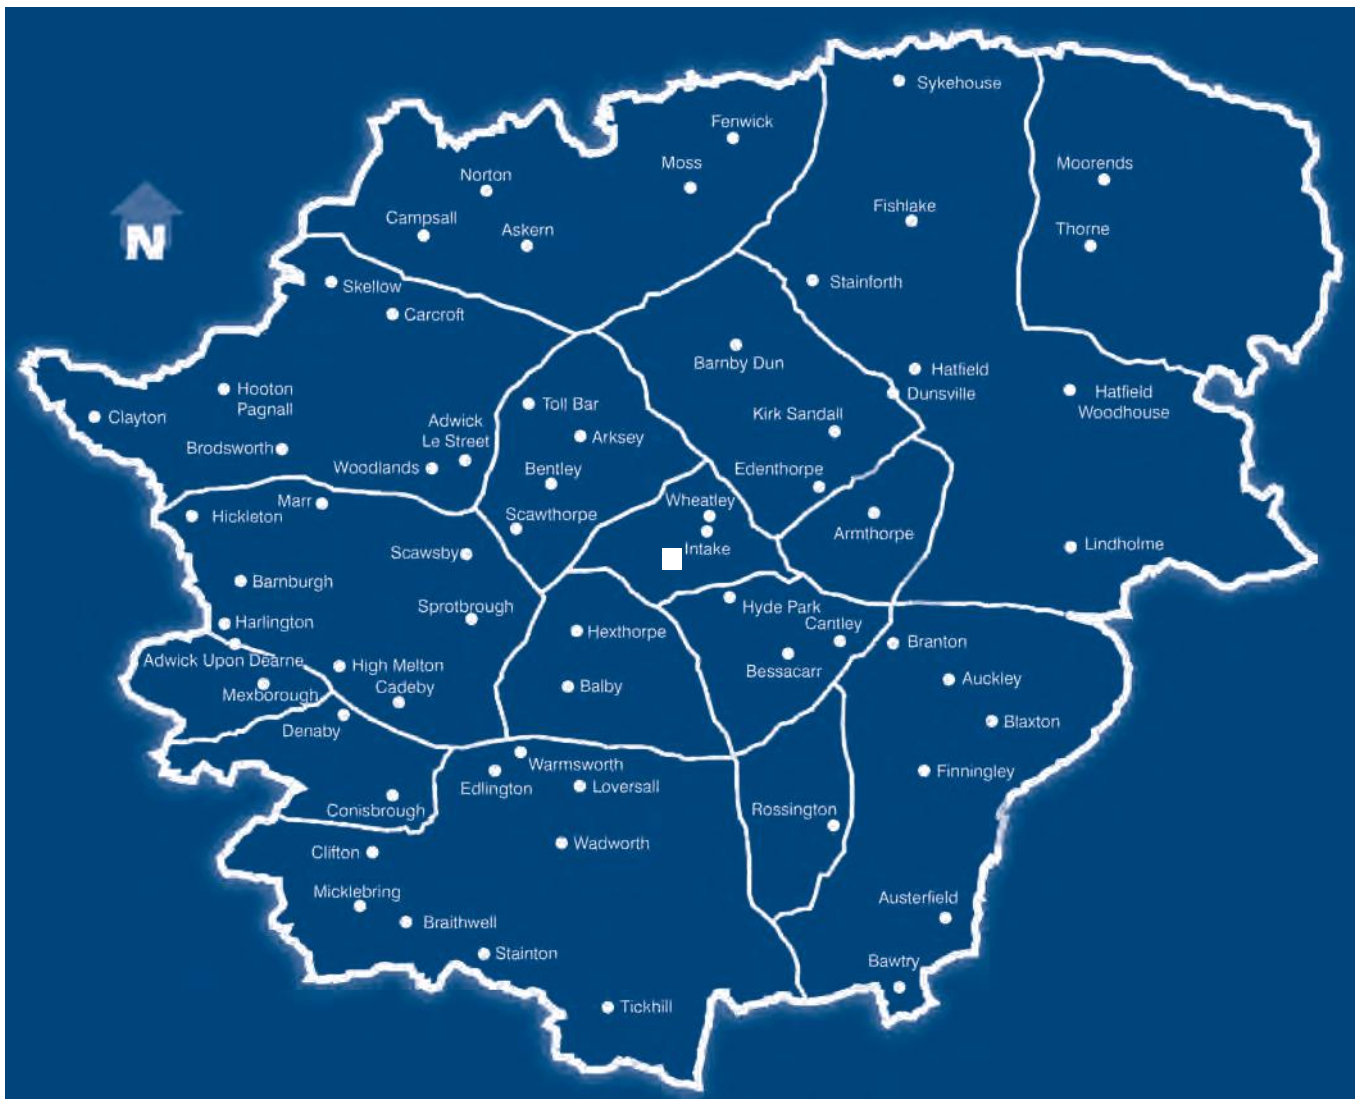 Sykehouse
Fenwick
Moss
Moorends
Norton
Fishlake
Campsall
Askern
Thorne
N
Skellow
Stainforth
Carcroft
Barnby Dun
Hatfield
Hooton
Pagnall
Dunsville
Hatfield
Woodhouse
Clayton
Toll Bar
Kirk Sandall
Adwick
Le Street
Arksey
Brodsworth
Woodlands
Bentley
Edenthorpe
Marr
Wheatley
Hickleton
Scawthorpe
Armthorpe
Scawsby
Intake
Lindholme
Barnburgh
Sprotbrough
Hyde Park
Harlington
Hexthorpe
Cantley
Branton
Adwick Upon Dearne
High Melton
Bessacarr
Auckley
Mexborough
Cadeby
Balby
Blaxton
Denaby
Warmsworth
Finningley
Edlington
Loversall
Conisbrough
Rossington
Clifton
Wadworth
Micklebring
Austerfield
Braithwell
Stainton
Bawtry
Tickhill